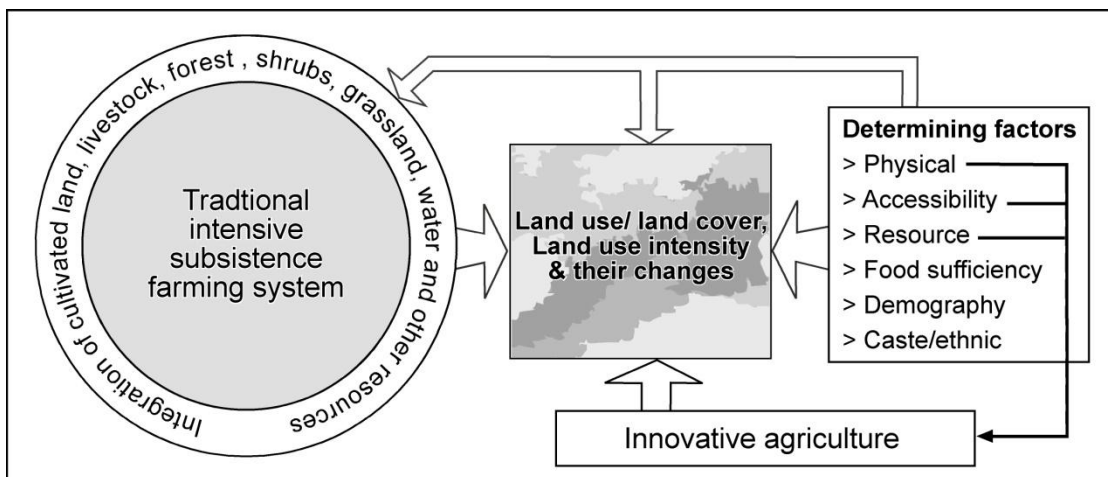 Integration of cultivated land, livestock, forest , shrubs, grassland, water and other resources
Tradtional
intensive
subsistence
farming system
Land use/ land cover,
Land use intensity
& their changes
Determining factors
> Physical
> Accessibility
> Resource
> Food sufficiency
> Demography
> Caste/ethnic
Innovative agriculture